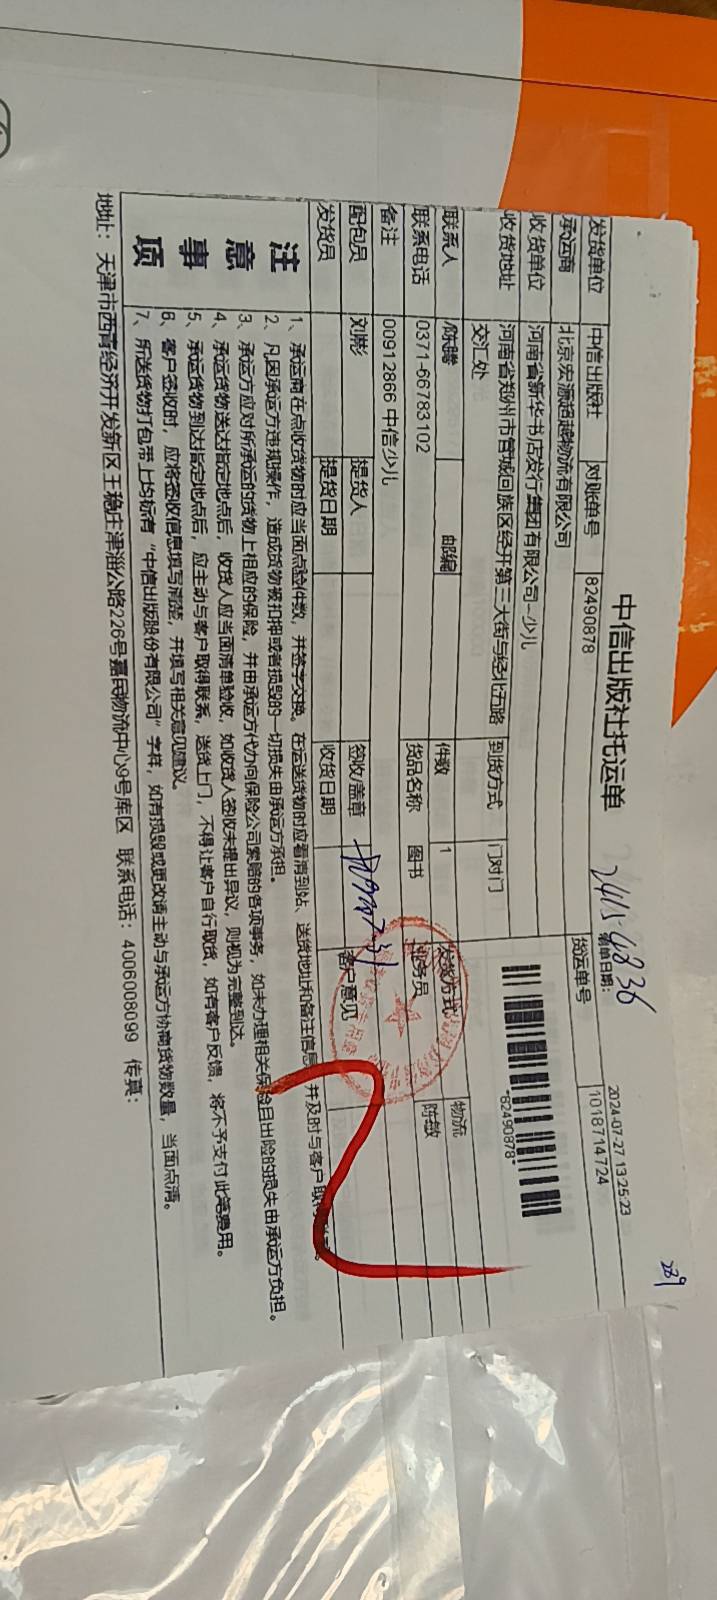 中信出版社托运单
2415-6836
289
制单日期： 2024-07-27 13:25:23
发货单位 中信出版社 对账单号 82490878 货运单号 1018714724
承运商 北京宏源超越物流有限公司
收货单位 河南省新华书店发行集团有限公司-少儿
*82490878*
收货地址 河南省郑州市管城回族区经开第三大街与经北五路交汇处 到货方式 门对门
联系人 陈腾 邮编 件数 1 发货方式 物流
联系电话 0371-66783102 货品名称 图书 业务员 陈敏
备注 00912866 中信少儿
配包员 刘彬 提货人 签收/盖章 客户意见
发货员 提货日期 收货日期
注意事项
1、承运商在点收货物时应当面点验件数，并签字交换。在运送货物时应看清到站、送货地址和备注信息，并及时与客户取得
2、凡因承运方违规操作，造成货物被扣押或者损毁的一切损失由承运方承担。
3、承运方应对所承运的货物上相应的保险，并由承运方代办向保险公司索赔的各项事务，如未办理相关保险且出险的损失由承运方负担。
4、承运货物送达指定地点后，收货人应当面清单验收，如收货人签收未提出异议，则视为完整到达。
5、承运货物到达指定地点后，应主动与客户取得联系，送货上门，不得让客户自行取货，如有客户反馈，将不予支付此笔费用。
6、客户签收时，应将签收信息填写清楚，并填写相关意见建议。
7、所送货物打包带上均标有“中信出版股份有限公司”字样，如有损毁或更改请主动与承运方协商货物数量，当面点清。
地址： 天津市西青经济开发新区王稳庄津淄公路226号嘉民物流中心9号库区 联系电话：4006008099 传真：